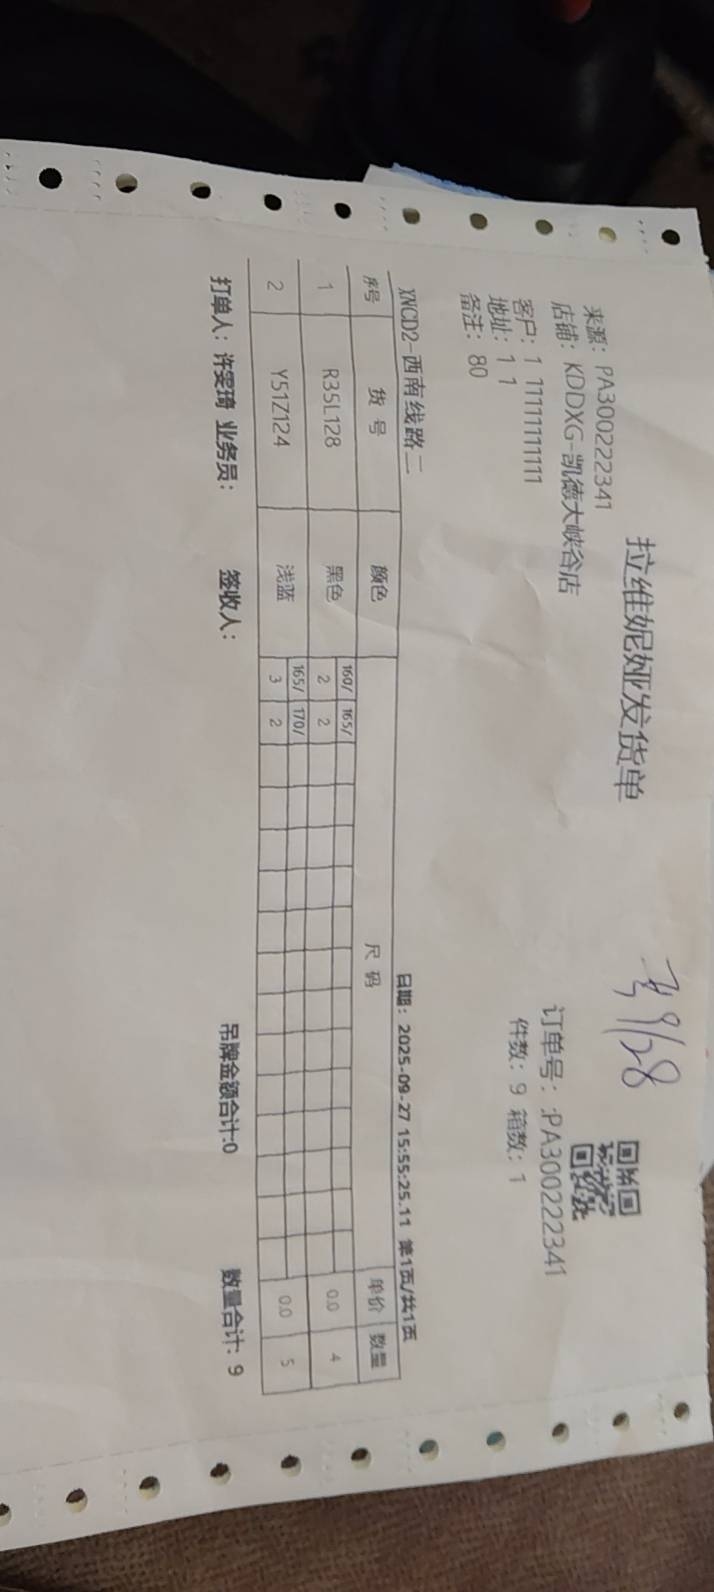 拉维妮娅发货单
9/28
来源：PA300222341
订单号：:PA300222341
店铺：KDDXG-凯德大峡谷店
件数：9 箱数：1
客户：1 11111111111
地址：1 1
备注：80
XNCD2-西南线路二
日期：2025-09-27 15:55:25.11 第1页/共1页
序号 货号 颜色 尺码 单价 数量
160/ 165/
1 R35L128 黑色 2 2 0.0 4
165/ 170/
2 Y51Z124 浅蓝 3 2 0.0 5
打单人：许雯琦 业务员： 签收人： 吊牌金额合计:0 数量合计：9